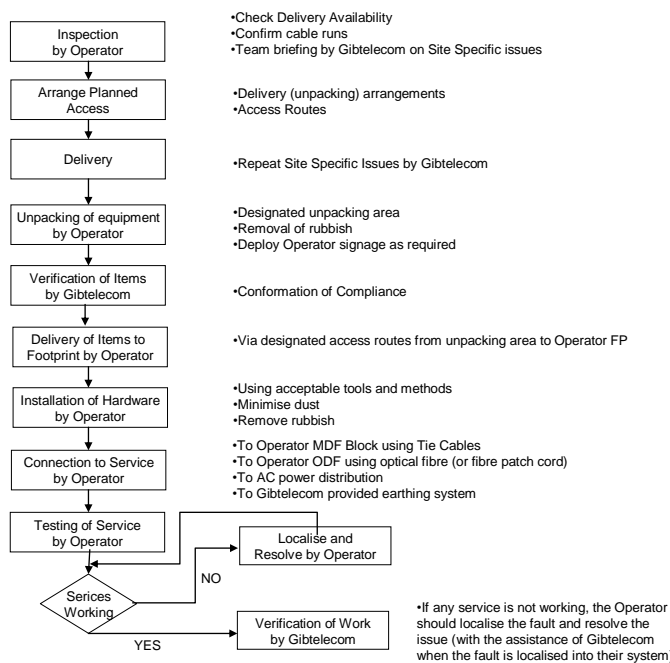 Inspection
by Operator
•Check Delivery Availability
•Confirm cable runs
•Team briefing by Gibtelecom on Site Specific issues
Arrange Planned
Access
•Delivery (unpacking) arrangements
•Access Routes
Delivery
•Repeat Site Specific Issues by Gibtelecom
Unpacking of equipment
by Operator
•Designated unpacking area
•Removal of rubbish
•Deploy Operator signage as required
Verification of Items
by Gibtelecom
•Conformation of Compliance
Delivery of Items to
Footprint by Operator
•Via designated access routes from unpacking area to Operator FP
Installation of Hardware
by Operator
•Using acceptable tools and methods
•Minimise dust
•Remove rubbish
Connection to Service
by Operator
•To Operator MDF Block using Tie Cables
•To Operator ODF using optical fibre (or fibre patch cord)
•To AC power distribution
•To Gibtelecom provided earthing system
Testing of Service
by Operator
Localise and
Resolve by Operator
NO
Serices
Working
YES
Verification of Work
by Gibtelecom
•If any service is not working, the Operator
should localise the fault and resolve the
issue (with the assistance of Gibtelecom
when the fault is localised into their system